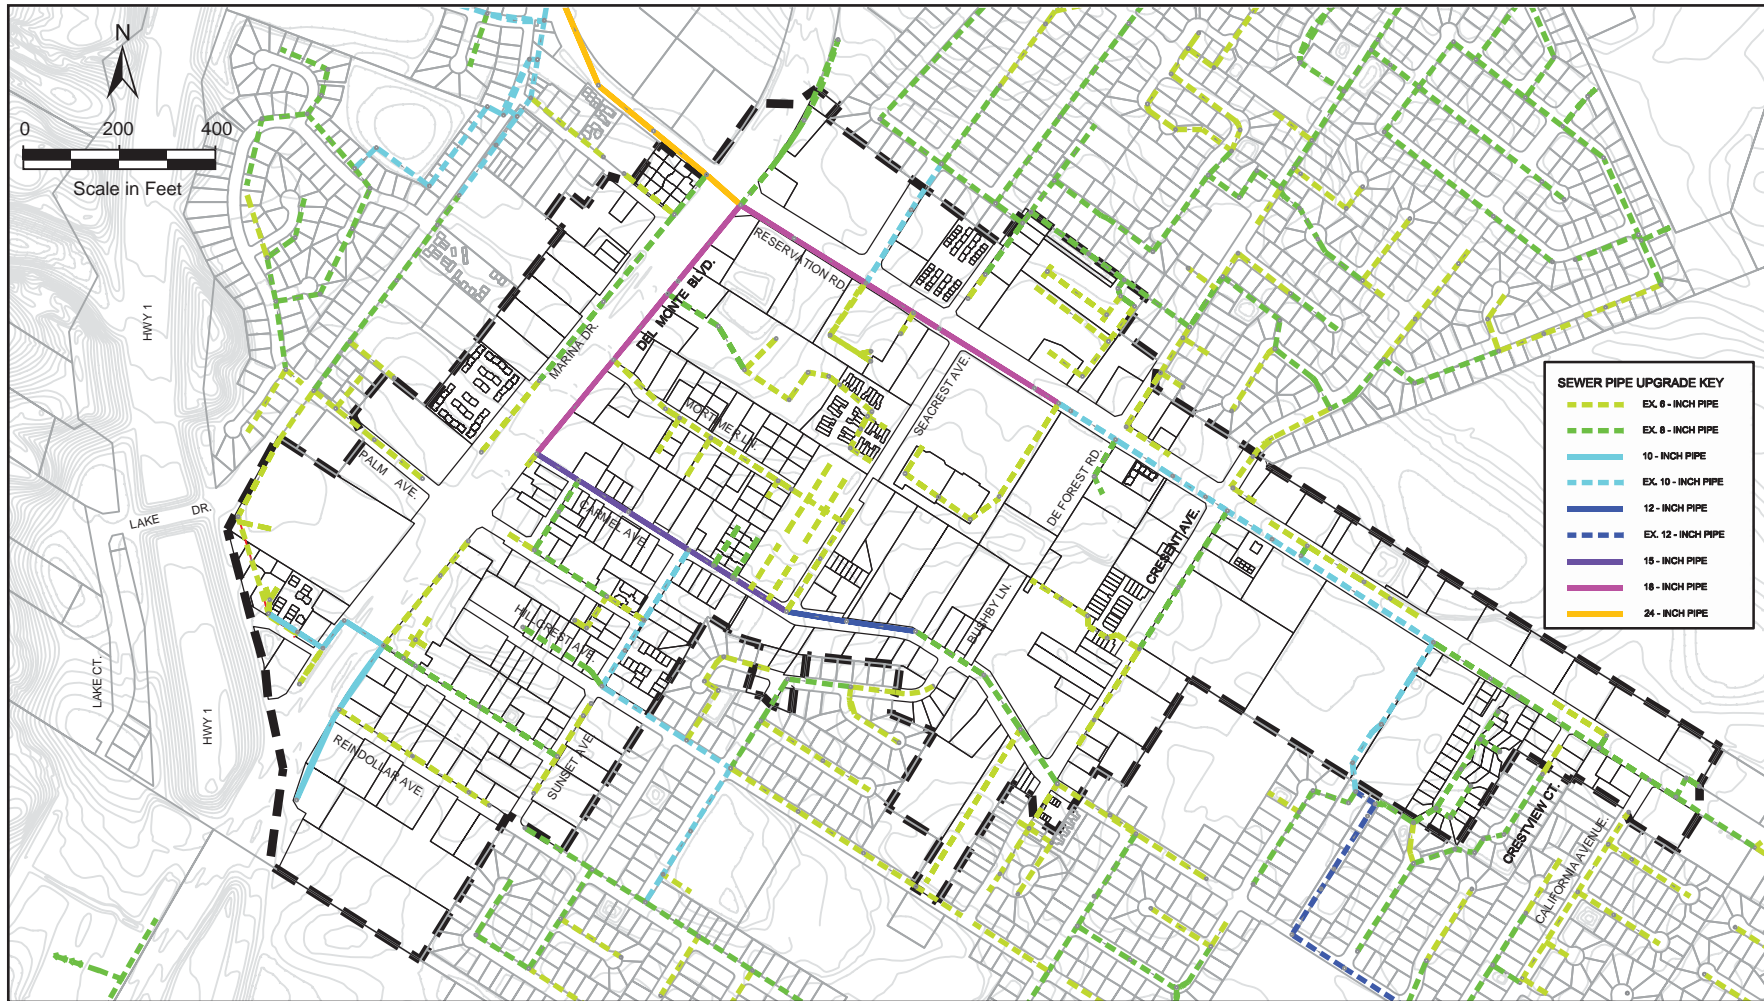 N
0 200 400
Scale in Feet
HWY 1
LAKE DR.
LAKE CT.
HWY 1
PALM AVE.
MARINA DR.
DEL MONTE BLVD.
RESERVATION RD.
MORTIMER LN.
SEACREST AVE.
CARMEL AVE.
HILLCREST AVE.
SUNSET AVE.
REINDOLLAR AVE.
DE FOREST RD.
CRESENT AVE.
BUSHBY LN.
CRESTVIEW CT.
CALIFORNIA AVENUE.
SEWER PIPE UPGRADE KEY
EX. 6 - INCH PIPE
EX. 8 - INCH PIPE
10 - INCH PIPE
EX. 10 - INCH PIPE
12 - INCH PIPE
EX. 12 - INCH PIPE
15 - INCH PIPE
18 - INCH PIPE
24 - INCH PIPE